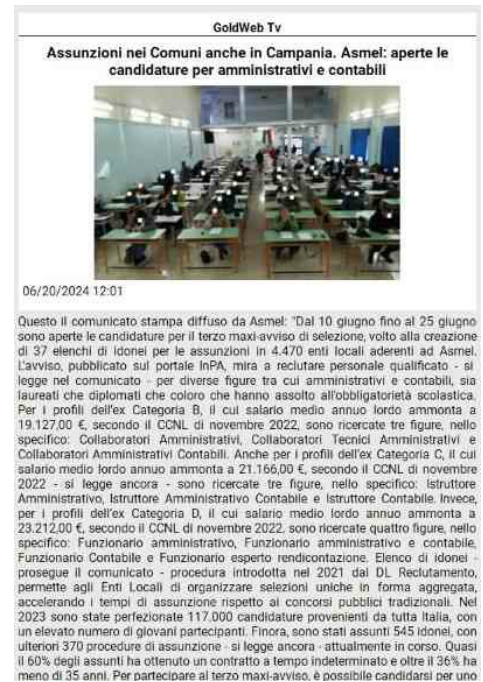 GoldWeb Tv
Assunzioni nei Comuni anche in Campania. Asmel: aperte le
candidature per amministrativi e contabili
06/20/2024 12:01
Questo il comunicato stampa diffuso da Asmel: "Dal 10 giugno fino al 25 giugno
sono aperte le candidature per il terzo maxi-avviso di selezione, volto alla creazione
di 37 elenchi di idonei per le assunzioni in 4.470 enti locali aderenti ad Asmel.
L'avviso, pubblicato sul portale InPA, mira a reclutare personale qualificato - si
legge nel comunicato - per diverse figure tra cui amministrativi e contabili, sia
laureati che diplomati che coloro che hanno assolto all'obbligatorietà scolastica.
Per i profili dell'ex Categoria B, il cui salario medio annuo lordo ammonta a
19.127,00 €, secondo il CCNL di novembre 2022, sono ricercate tre figure, nello
specifico: Collaboratori Amministrativi, Collaboratori Tecnici Amministrativi e
Collaboratori Amministrativi Contabili. Anche per i profili dell'ex Categoria C, il cui
salario medio lordo annuo ammonta a 21.166,00 €, secondo il CCNL di novembre
2022 - si legge ancora - sono ricercate tre figure, nello specifico: Istruttore
Amministrativo, Istruttore Amministrativo Contabile e Istruttore Contabile. Invece,
per i profili dell'ex Categoria D, il cui salario medio lordo annuo ammonta a
23.212,00 €, secondo il CCNL di novembre 2022, sono ricercate quattro figure, nello
specifico: Funzionario amministrativo, Funzionario amministrativo e contabile,
Funzionario Contabile e Funzionario esperto rendicontazione. Elenco di idonei -
prosegue il comunicato - procedura introdotta nel 2021 dal DL Reclutamento,
permette agli Enti Locali di organizzare selezioni uniche in forma aggregata,
accelerando i tempi di assunzione rispetto ai concorsi pubblici tradizionali. Nel
2023 sono state perfezionate 117.000 candidature provenienti da tutta Italia, con
un elevato numero di giovani partecipanti. Finora, sono stati assunti 545 idonei, con
ulteriori 370 procedure di assunzione - si legge ancora - attualmente in corso. Quasi
il 60% degli assunti ha ottenuto un contratto a tempo indeterminato e oltre il 36% ha
meno di 35 anni. Per partecipare al terzo maxi-avviso, è possibile candidarsi per uno